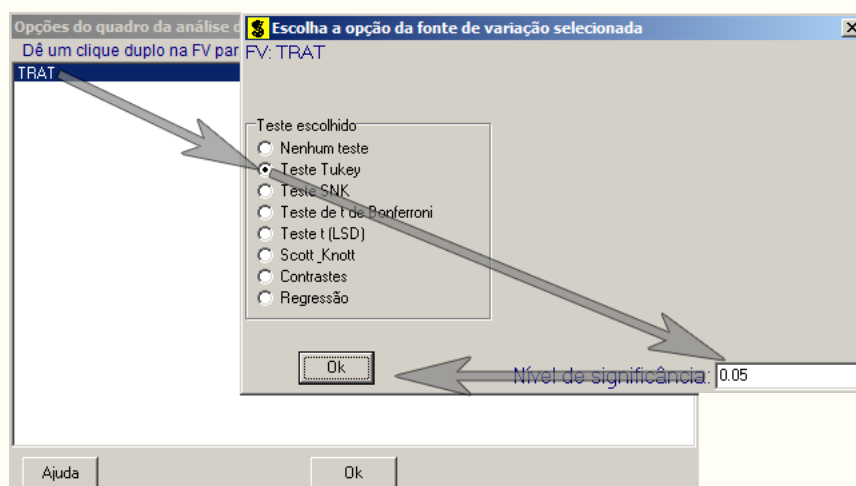 Opções do quadro da análise d
Dê um clique duplo na FV par
TRAT
Escolha a opção da fonte de variação selecionada
FV: TRAT
Teste escolhido
Nenhum teste
Teste Tukey
Teste SNK
Teste de t de Bonferroni
Teste t (LSD)
Scott_Knott
Contrastes
Regressão
Ok
Nível de significância: 0.05
Ajuda
Ok